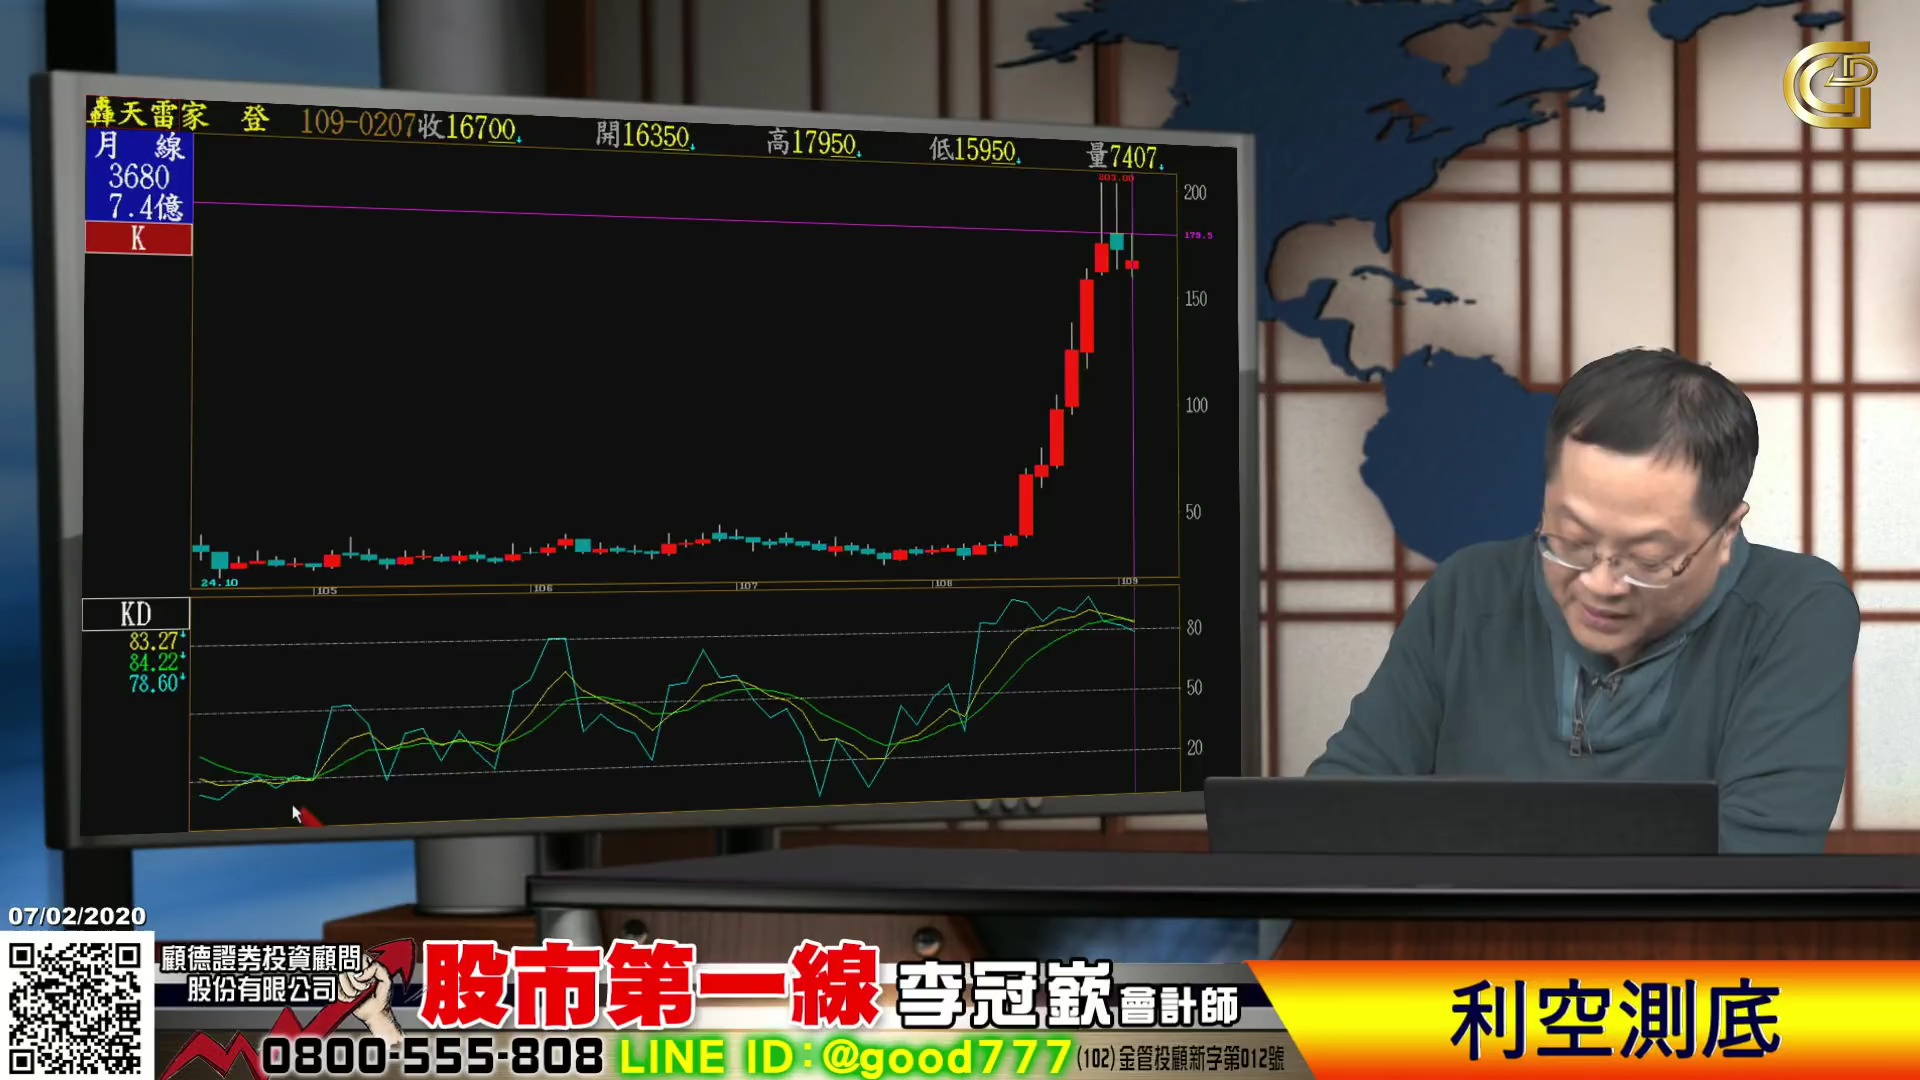 轟天雷家 登 109-0207收16700 開16350 高17950 低15950 量7407
月 線
3680
7.4億
K
203.00
200
179.5
150
100
50
24.10
105 106 107 108 109
KD
83.27
84.22
78.60
80
50
20
07/02/2020
顧德證券投資顧問
股份有限公司
股市第一線 李冠嶔 會計師
利空測底
0800-555-808 LINE ID:@good777 (102)金管投顧新字第012號